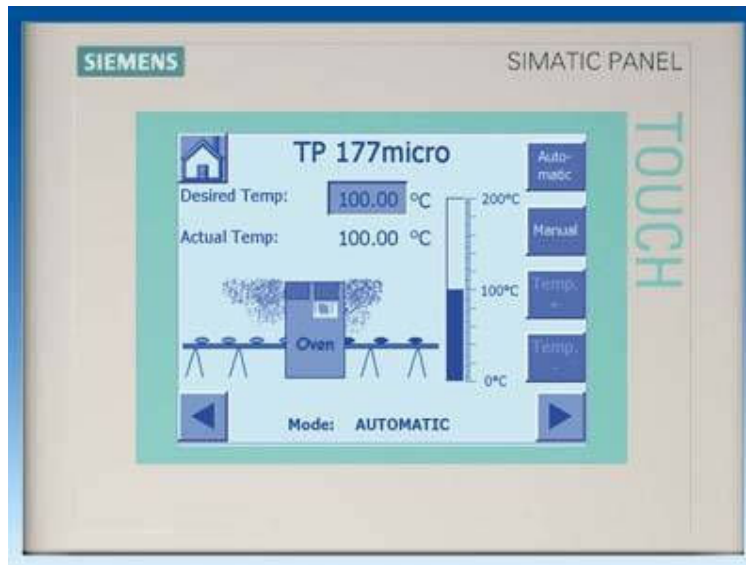 SIEMENS
SIMATIC PANEL
TOUCH
TP 177micro
Auto-
matic
Desired Temp: 100.00 °C
200°C
Manual
Actual Temp: 100.00 °C
100°C
Temp.
+
Oven
Temp.
-
0°C
Mode: AUTOMATIC